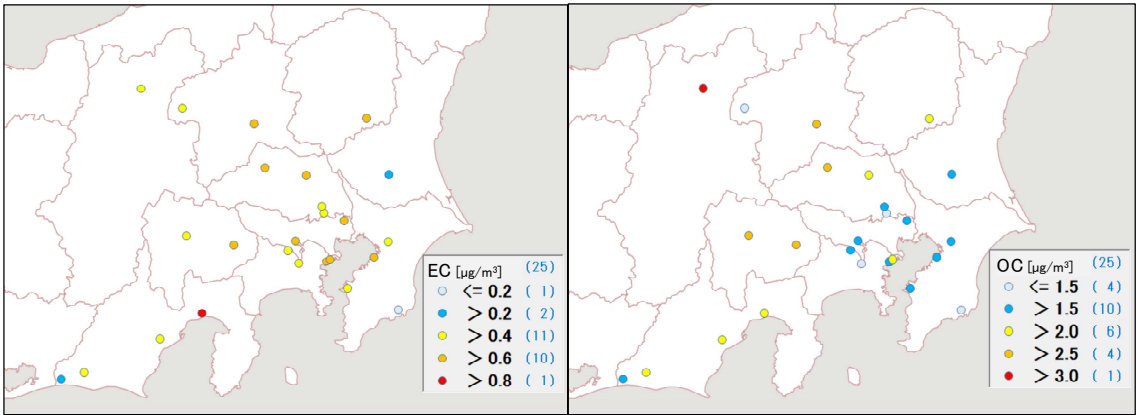 EC [μg/m³] (25)
<= 0.2 ( 1)
> 0.2 ( 2)
> 0.4 (11)
> 0.6 (10)
> 0.8 ( 1)
OC [μg/m³] (25)
<= 1.5 ( 4)
> 1.5 (10)
> 2.0 ( 6)
> 2.5 ( 4)
> 3.0 ( 1)